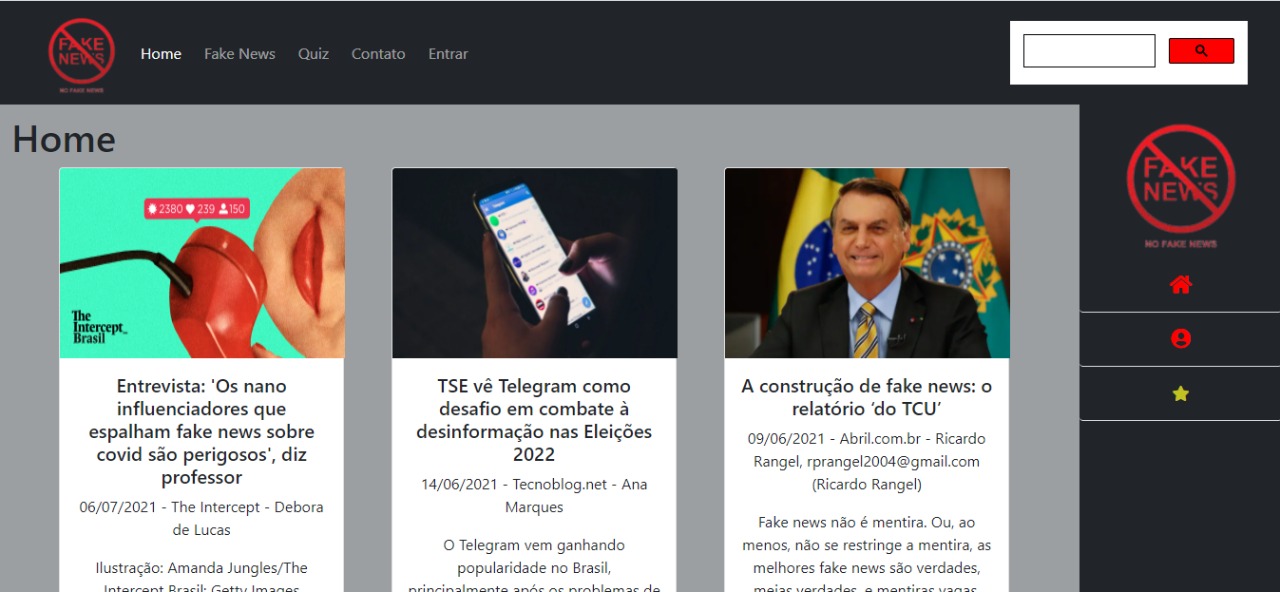 FAKE
NEWS
NO FAKE NEWS
Home
Fake News
Quiz
Contato
Entrar
FAKE
NEWS
NO FAKE NEWS
Home
2380
239
150
The
Intercept_
Brasil
Entrevista: 'Os nano
influenciadores que
espalham fake news sobre
covid são perigosos', diz
professor
06/07/2021 - The Intercept - Debora
de Lucas
Ilustração: Amanda Jungles/The
Intercept Brasil; Getty Images
TSE vê Telegram como
desafio em combate à
desinformação nas Eleições
2022
14/06/2021 - Tecnoblog.net - Ana
Marques
O Telegram vem ganhando
popularidade no Brasil,
principalmente após os problemas de
A construção de fake news: o
relatório ‘do TCU’
09/06/2021 - Abril.com.br - Ricardo
Rangel, rprangel2004@gmail.com
(Ricardo Rangel)
Fake news não é mentira. Ou, ao
menos, não se restringe a mentira, as
melhores fake news são verdades,
meias verdades, e mentiras vagas